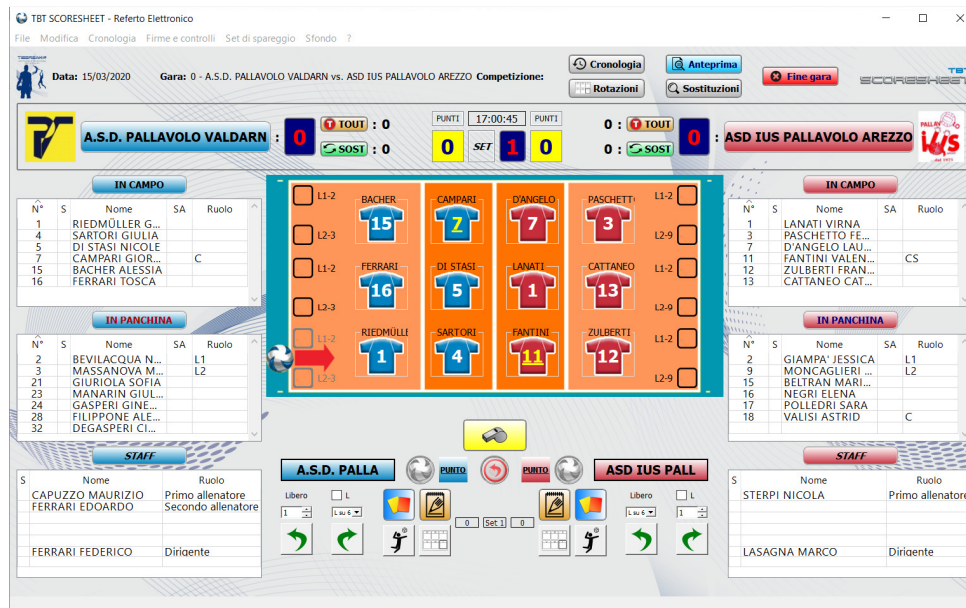 TBT SCORESHEET - Referto Elettronico
File Modifica Cronologia Firme e controlli Set di spareggio Sfondo ?
Data: 15/03/2020 Gara: 0 - A.S.D. PALLAVOLO VALDARN vs. ASD IUS PALLAVOLO AREZZO Competizione:
Cronologia Anteprima
Rotazioni Sostituzioni
Fine gara
TBT
SCORESHEET
A.S.D. PALLAVOLO VALDARN : 0
TOUT : 0
SOST : 0
PUNTI 17:00:45 PUNTI
0 SET 1 0
0 : TOUT
0 : SOST
0 : ASD IUS PALLAVOLO AREZZO
IN CAMPO
N° S Nome SA Ruolo
1 RIEDMÜLLER G...
4 SARTORI GIULIA
5 DI STASI NICOLE
7 CAMPARI GIOR... C
15 BACHER ALESSIA
16 FERRARI TOSCA
IN PANCHINA
N° S Nome SA Ruolo
2 BEVILACQUA N... L1
3 MASSANOVA M... L2
21 GIURIOLA SOFIA
23 MANARIN GIUL...
24 GASPERI GINE...
28 FILIPPONE ALE...
32 DEGASPERI CI...
STAFF
S Nome Ruolo
CAPUZZO MAURIZIO Primo allenatore
FERRARI EDOARDO Secondo allenatore
FERRARI FEDERICO Dirigente
L1-2 BACHER CAMPARI D'ANGELO PASCHETTI L1-2
15 7 7 3
L2-3 L2-9
L1-2 FERRARI DI STASI LANATI CATTANEO L1-2
16 5 1 13
L2-3 L2-9
L1-2 RIEDMÜLLE SARTORI FANTINI ZULBERTI L1-2
1 4 11 12
L2-3 L2-9
A.S.D. PALLA PUNTO PUNTO ASD IUS PALL
Libero L
1 L su 6
0 Set 1 0
Libero L
L su 6 1
IN CAMPO
N° S Nome SA Ruolo
1 LANATI VIRNA
3 PASCHETTO FE...
7 D'ANGELO LAU...
11 FANTINI VALEN... CS
12 ZULBERTI FRAN...
13 CATTANEO CAT...
IN PANCHINA
N° S Nome SA Ruolo
2 GIAMPA' JESSICA L1
9 MONCAGLIERI ... L2
15 BELTRAN MARI...
16 NEGRI ELENA
17 POLLEDRI SARA
18 VALISI ASTRID C
STAFF
S Nome Ruolo
STERPI NICOLA Primo allenatore
LASAGNA MARCO Dirigente